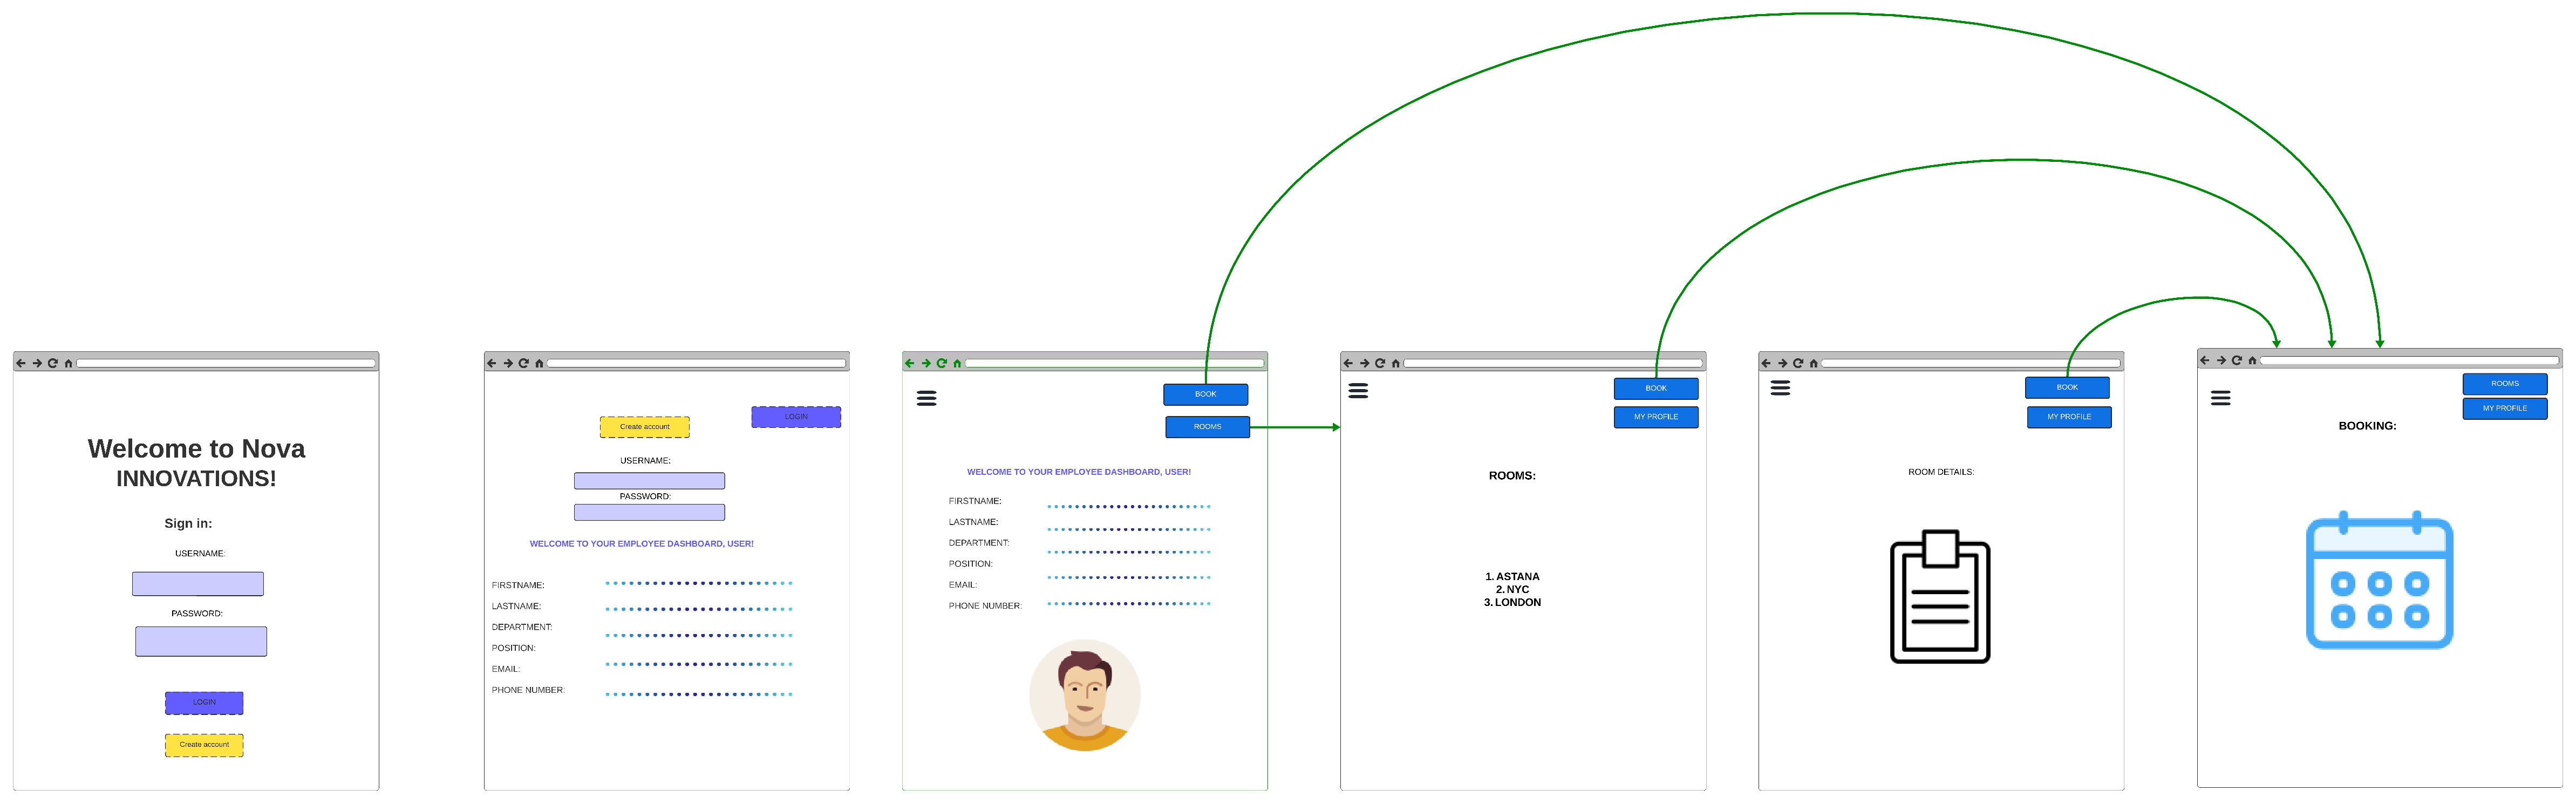 Welcome to Nova
INNOVATIONS!
Sign in:
USERNAME:
PASSWORD:
LOGIN
Create account
LOGIN
Create account
USERNAME:
PASSWORD:
WELCOME TO YOUR EMPLOYEE DASHBOARD, USER!
FIRSTNAME:
LASTNAME:
DEPARTMENT:
POSITION:
EMAIL:
PHONE NUMBER:
BOOK
ROOMS
WELCOME TO YOUR EMPLOYEE DASHBOARD, USER!
FIRSTNAME:
LASTNAME:
DEPARTMENT:
POSITION:
EMAIL:
PHONE NUMBER:
BOOK
MY PROFILE
ROOMS:
1. ASTANA
2. NYC
3. LONDON
BOOK
MY PROFILE
ROOM DETAILS:
ROOMS
MY PROFILE
BOOKING: